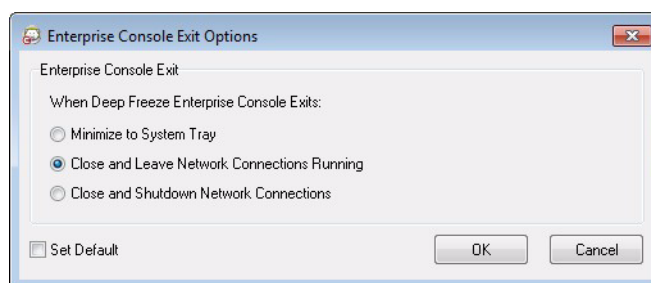 Enterprise Console Exit Options
Enterprise Console Exit
When Deep Freeze Enterprise Console Exits:
Minimize to System Tray
Close and Leave Network Connections Running
Close and Shutdown Network Connections
Set Default
OK
Cancel